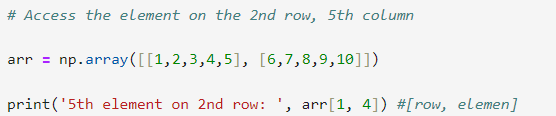 # Access the element on the 2nd row, 5th column
arr = np.array([[1,2,3,4,5], [6,7,8,9,10]])
print('5th element on 2nd row: ', arr[1, 4]) #[row, elemen]